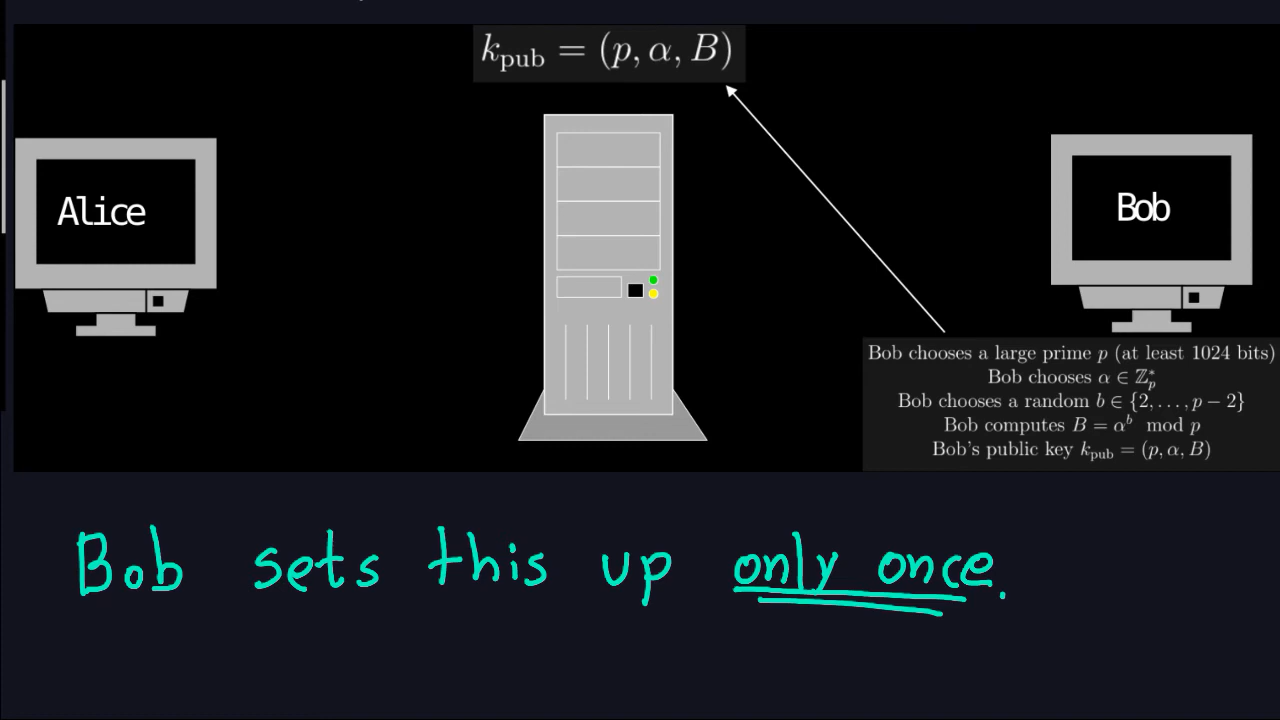 k_pub = (p, α, B)
Alice
Bob
Bob chooses a large prime p (at least 1024 bits)
Bob chooses α ∈ ℤ*_p
Bob chooses a random b ∈ {2, …, p − 2}
Bob computes B = α^b mod p
Bob's public key k_pub = (p, α, B)
Bob sets this up only once.